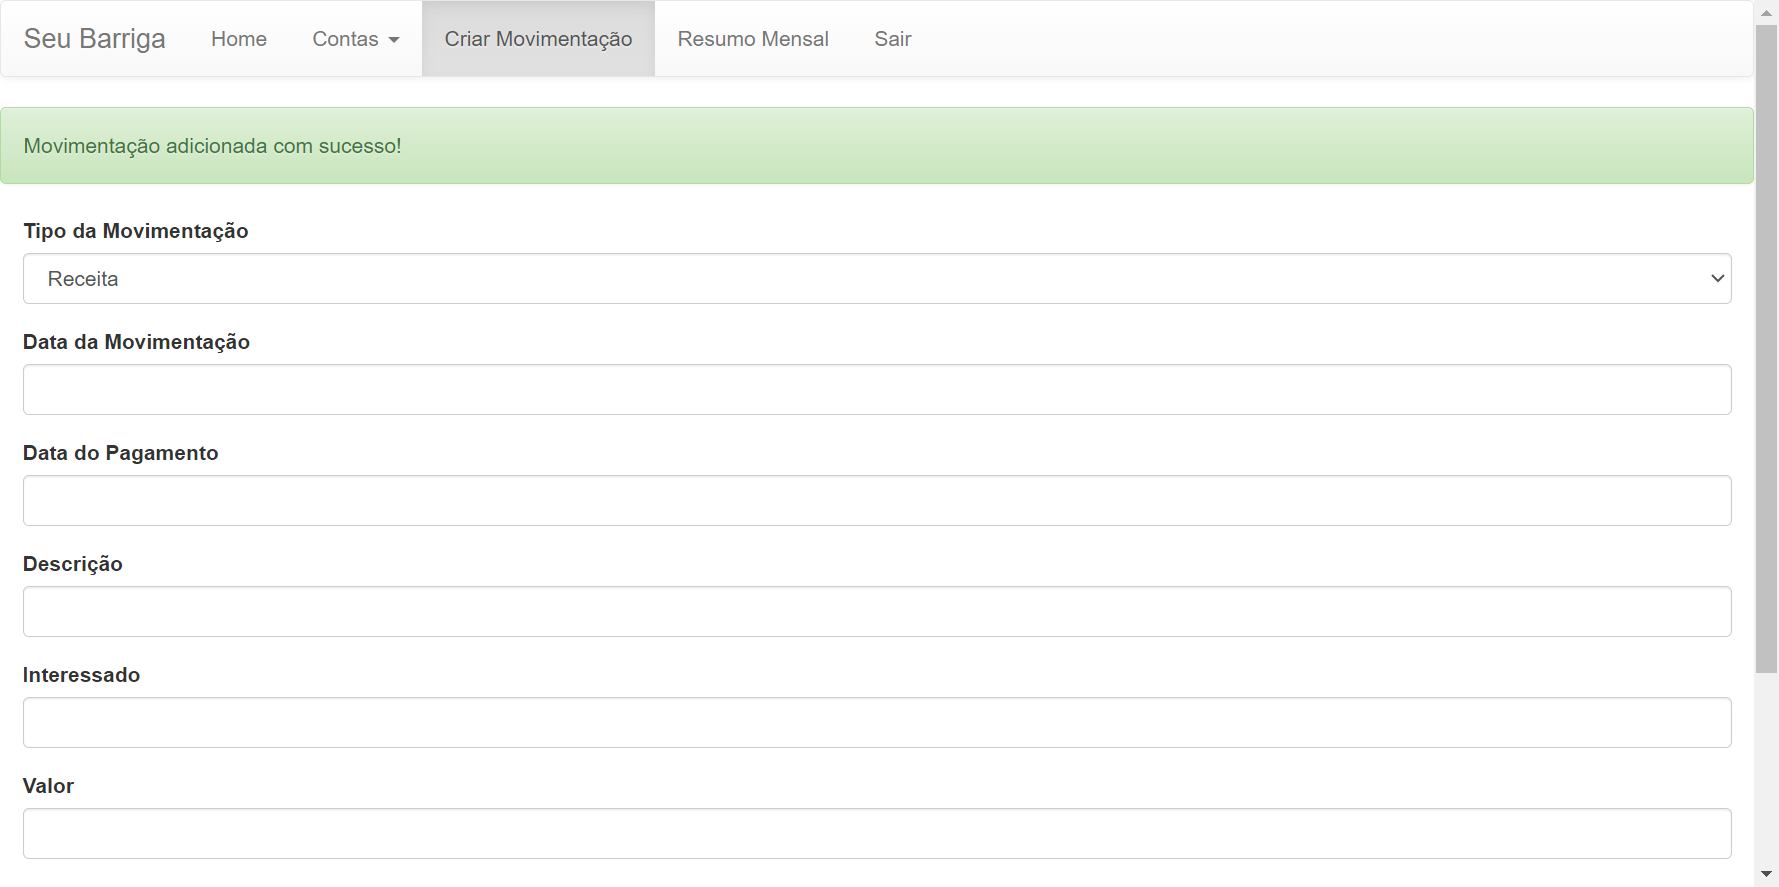 Seu Barriga Home Contas Criar Movimentação Resumo Mensal Sair
Movimentação adicionada com sucesso!
Tipo da Movimentação
Receita
Data da Movimentação
Data do Pagamento
Descrição
Interessado
Valor